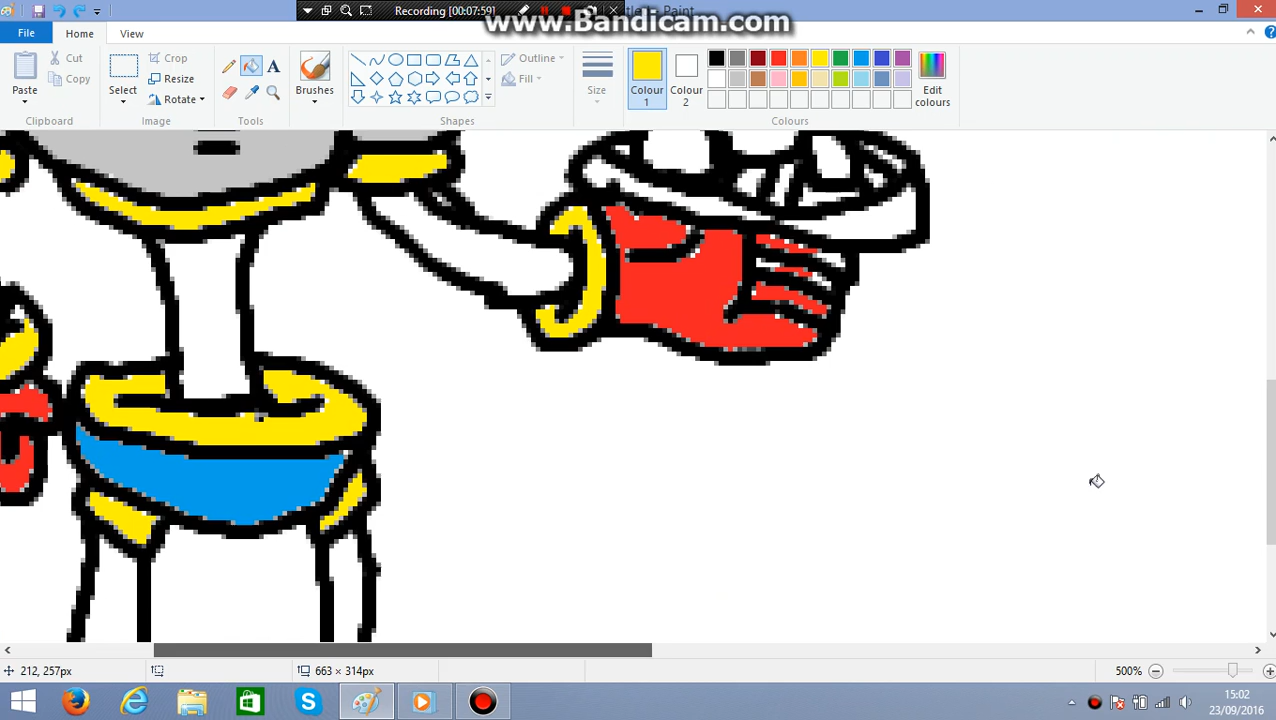 Recording [00:07:59]
Paint
www.Bandicam.com
File
Home
View
Cut
Copy
Paste
Clipboard
Crop
Resize
Rotate
Select
Image
A
Tools
Brushes
Outline
Fill
Shapes
Size
Colour 1
Colour 2
Edit colours
Colours
212, 257px
663 × 314px
500%
15:02
23/09/2016